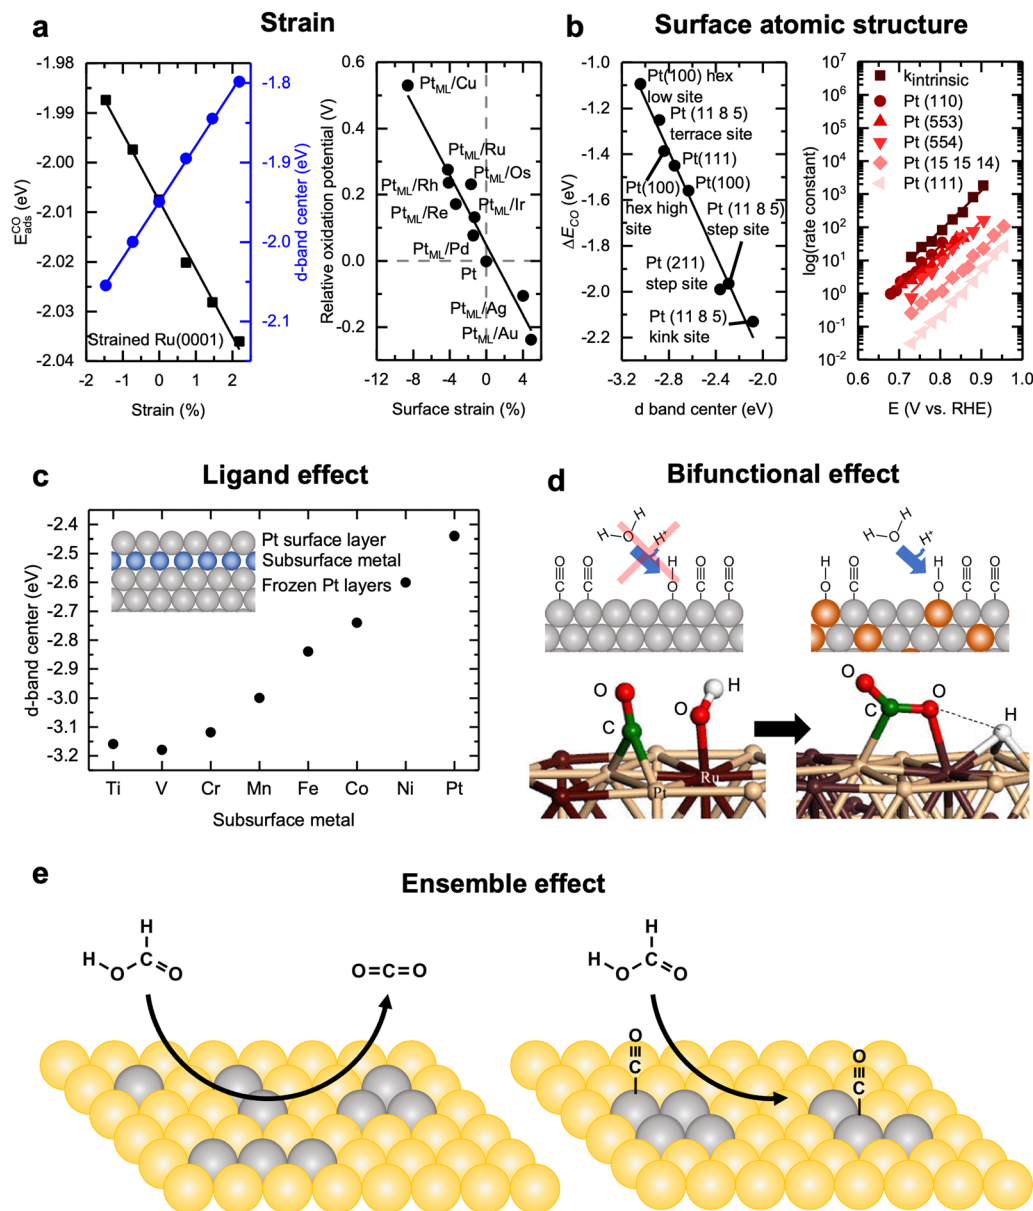 a
Strain
-1.98
-1.99
-2.00
-2.01
-2.02
-2.03
-2.04
E^CO_ads (eV)
-1.8
-1.9
-2.0
-2.1
d-band center (eV)
Strained Ru(0001)
-2 -1 0 1 2
Strain (%)
0.6
0.4
0.2
0.0
-0.2
Relative oxidation potential (V)
Pt_ML/Cu
Pt_ML/Ru
Pt_ML/Os
Pt_ML/Rh
Pt_ML/Ir
Pt_ML/Re
Pt_ML/Pd
Pt
Pt_ML/Ag
Pt_ML/Au
-12 -8 -4 0 4
Surface strain (%)
b
Surface atomic structure
-1.0
-1.2
-1.4
-1.6
-1.8
-2.0
-2.2
ΔE_CO (eV)
Pt(100) hex
low site
Pt (11 8 5)
terrace site
Pt(111)
Pt(100)
hex high
site
Pt(100)
Pt (11 8 5)
step site
Pt (211)
step site
Pt (11 8 5)
kink site
-3.2 -2.8 -2.4 -2.0
d band center (eV)
10^7
10^6
10^5
10^4
10^3
10^2
10^1
10^0
10^-1
10^-2
log(rate constant)
k_intrinsic
Pt (110)
Pt (553)
Pt (554)
Pt (15 15 14)
Pt (111)
0.6 0.7 0.8 0.9 1.0
E (V vs. RHE)
c
Ligand effect
-2.4
-2.5
-2.6
-2.7
-2.8
-2.9
-3.0
-3.1
-3.2
d-band center (eV)
Pt surface layer
Subsurface metal
Frozen Pt layers
Ti V Cr Mn Fe Co Ni Pt
Subsurface metal
d
Bifunctional effect
H
H
O
H+
O
C
O
C
H
O
O
C
O
C
H
H
O
H+
H
O
O
C
H
O
O
C
O
C
O
C
O
H
Ru
Pt
O
C
O
H
e
Ensemble effect
H
H
O
C
O
O=C=O
H
H
O
C
O
O
C
O
C